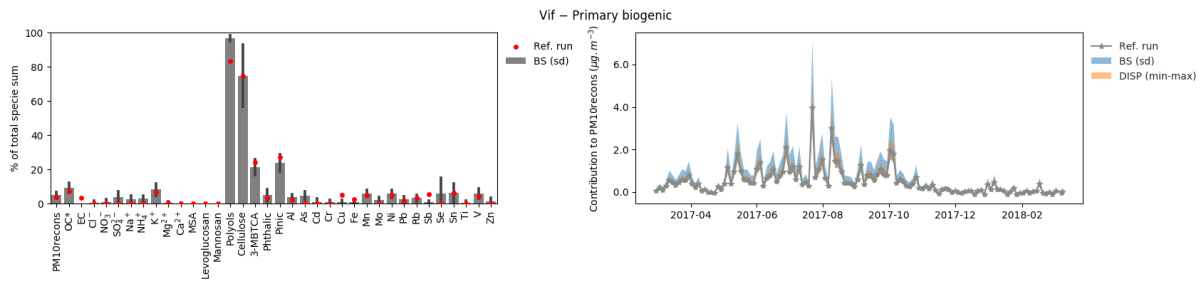 Vif − Primary biogenic
% of total specie sum
100
80
60
40
20
0
PM10recons
OC*
EC
Cl⁻
NO₃⁻
SO₄²⁻
Na⁺
NH₄⁺
K⁺
Mg²⁺
Ca²⁺
MSA
Levoglucosan
Mannosan
Polyols
Cellulose
3-MBTCA
Phthalic
Pinic
Al
As
Cd
Cr
Cu
Fe
Mn
Mo
Ni
Pb
Rb
Sb
Se
Sn
Ti
V
Zn
Ref. run
BS (sd)
Contribution to PM10recons (μg. m⁻³)
6.0
4.0
2.0
0.0
2017-04
2017-06
2017-08
2017-10
2017-12
2018-02
Ref. run
BS (sd)
DISP (min-max)